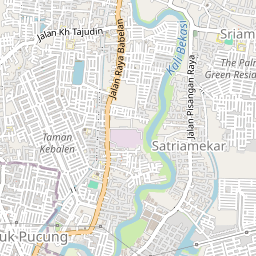 Jalan Kh Tajudin
Jalan Raya Babelan
Kali Bekasi
Sriam
The Palm
Green Resid
Jalan Pisangan Raya
Taman
Kebalen
Satriamekar
uk Pucung